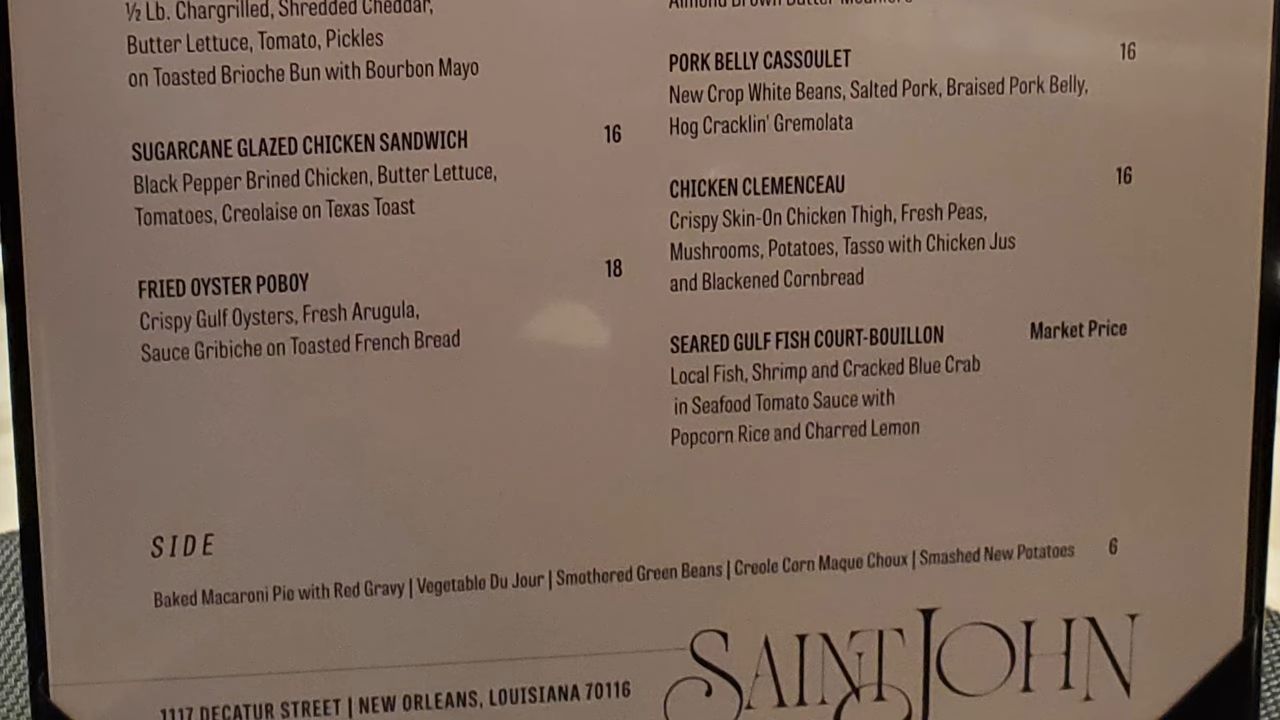 ½ Lb. Chargrilled, Shredded Cheddar,
Butter Lettuce, Tomato, Pickles
on Toasted Brioche Bun with Bourbon Mayo
SUGARCANE GLAZED CHICKEN SANDWICH 16
Black Pepper Brined Chicken, Butter Lettuce,
Tomatoes, Creolaise on Texas Toast
FRIED OYSTER POBOY 18
Crispy Gulf Oysters, Fresh Arugula,
Sauce Gribiche on Toasted French Bread
Almond Brown Butter Meuniere
PORK BELLY CASSOULET 16
New Crop White Beans, Salted Pork, Braised Pork Belly,
Hog Cracklin' Gremolata
CHICKEN CLEMENCEAU 16
Crispy Skin-On Chicken Thigh, Fresh Peas,
Mushrooms, Potatoes, Tasso with Chicken Jus
and Blackened Cornbread
SEARED GULF FISH COURT-BOUILLON Market Price
Local Fish, Shrimp and Cracked Blue Crab
in Seafood Tomato Sauce with
Popcorn Rice and Charred Lemon
SIDE
Baked Macaroni Pie with Red Gravy | Vegetable Du Jour | Smothered Green Beans | Creole Corn Maque Choux | Smashed New Potatoes 6
SAINT JOHN
1117 DECATUR STREET | NEW ORLEANS, LOUISIANA 70116